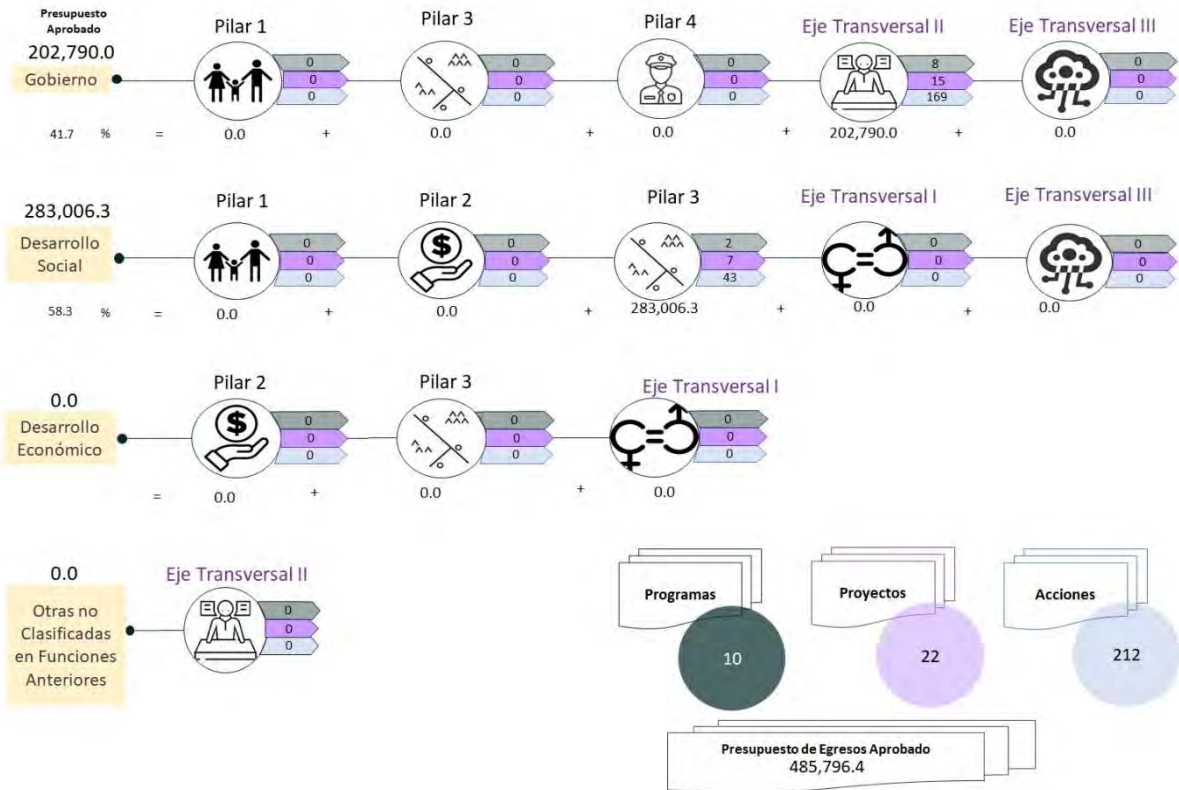 Presupuesto
Aprobado
202,790.0
Gobierno
Pilar 1
0
0
0
Pilar 3
0
0
0
Pilar 4
0
0
0
Eje Transversal II
8
15
169
Eje Transversal III
0
0
0
41.7 % = 0.0 + 0.0 + 0.0 + 202,790.0 + 0.0
283,006.3
Desarrollo
Social
Pilar 1
0
0
0
Pilar 2
$
0
0
0
Pilar 3
2
7
43
Eje Transversal I
0
0
0
Eje Transversal III
0
0
0
58.3 % = 0.0 + 0.0 + 283,006.3 + 0.0 + 0.0
0.0
Desarrollo
Económico
Pilar 2
$
0
0
0
Pilar 3
0
0
0
Eje Transversal I
0
0
0
= 0.0 + 0.0 + 0.0
0.0
Otras no
Clasificadas
en Funciones
Anteriores
Eje Transversal II
0
0
0
Programas
10
Proyectos
22
Acciones
212
Presupuesto de Egresos Aprobado
485,796.4